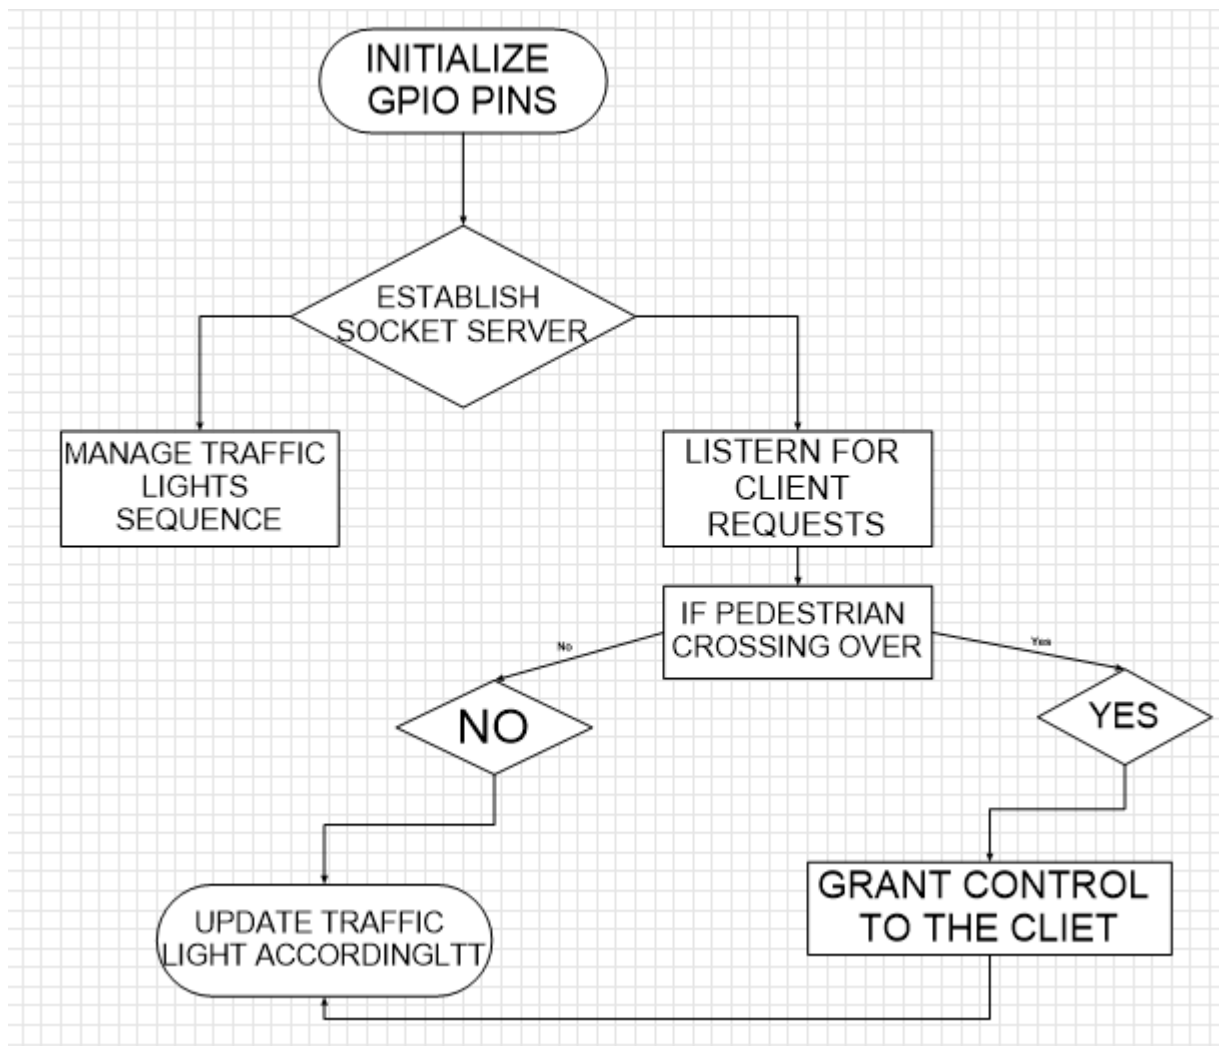 INITIALIZE
GPIO PINS
ESTABLISH
SOCKET SERVER
MANAGE TRAFFIC
LIGHTS
SEQUENCE
LISTERN FOR
CLIENT
REQUESTS
IF PEDESTRIAN
CROSSING OVER
No
Yes
NO
YES
GRANT CONTROL
TO THE CLIET
UPDATE TRAFFIC
LIGHT ACCORDINGLTT